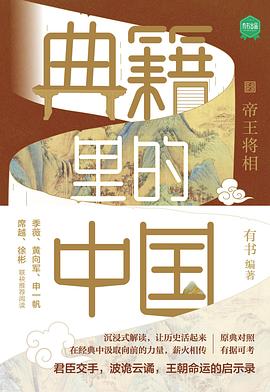 有书出品
典籍
里的
中国
帝王将相
季薇、黄向军、申一帆
席越、徐彬 联袂推荐阅读
有书 编著
沉浸式解读，让历史活起来｜原典对照
在经典中汲取向前的力量，薪火相传｜有据可考
君臣交手，波诡云谲，王朝命运的启示录